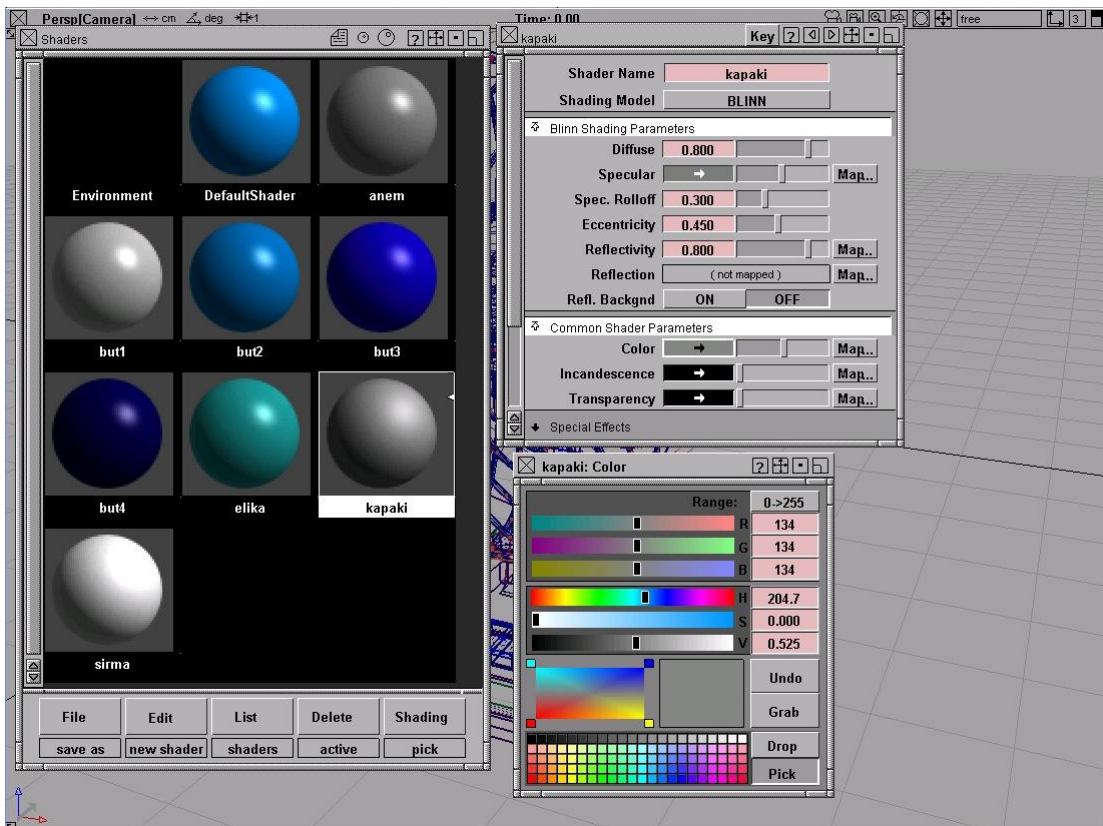 Persp[Camera] cm deg 1 Time: 0.00 free 3
Shaders
Environment DefaultShader anem
but1 but2 but3
but4 elika kapaki
sirma
File Edit List Delete Shading
save as new shader shaders active pick
kapaki Key ?
Shader Name kapaki
Shading Model BLINN
Blinn Shading Parameters
Diffuse 0.800
Specular Map..
Spec. Rolloff 0.300
Eccentricity 0.450
Reflectivity 0.800 Map..
Reflection ( not mapped ) Map..
Refl. Backgnd ON OFF
Common Shader Parameters
Color Map..
Incandescence Map..
Transparency Map..
Special Effects
kapaki: Color ?
Range: 0->255
R 134
G 134
B 134
H 204.7
S 0.000
V 0.525
Undo
Grab
Drop
Pick